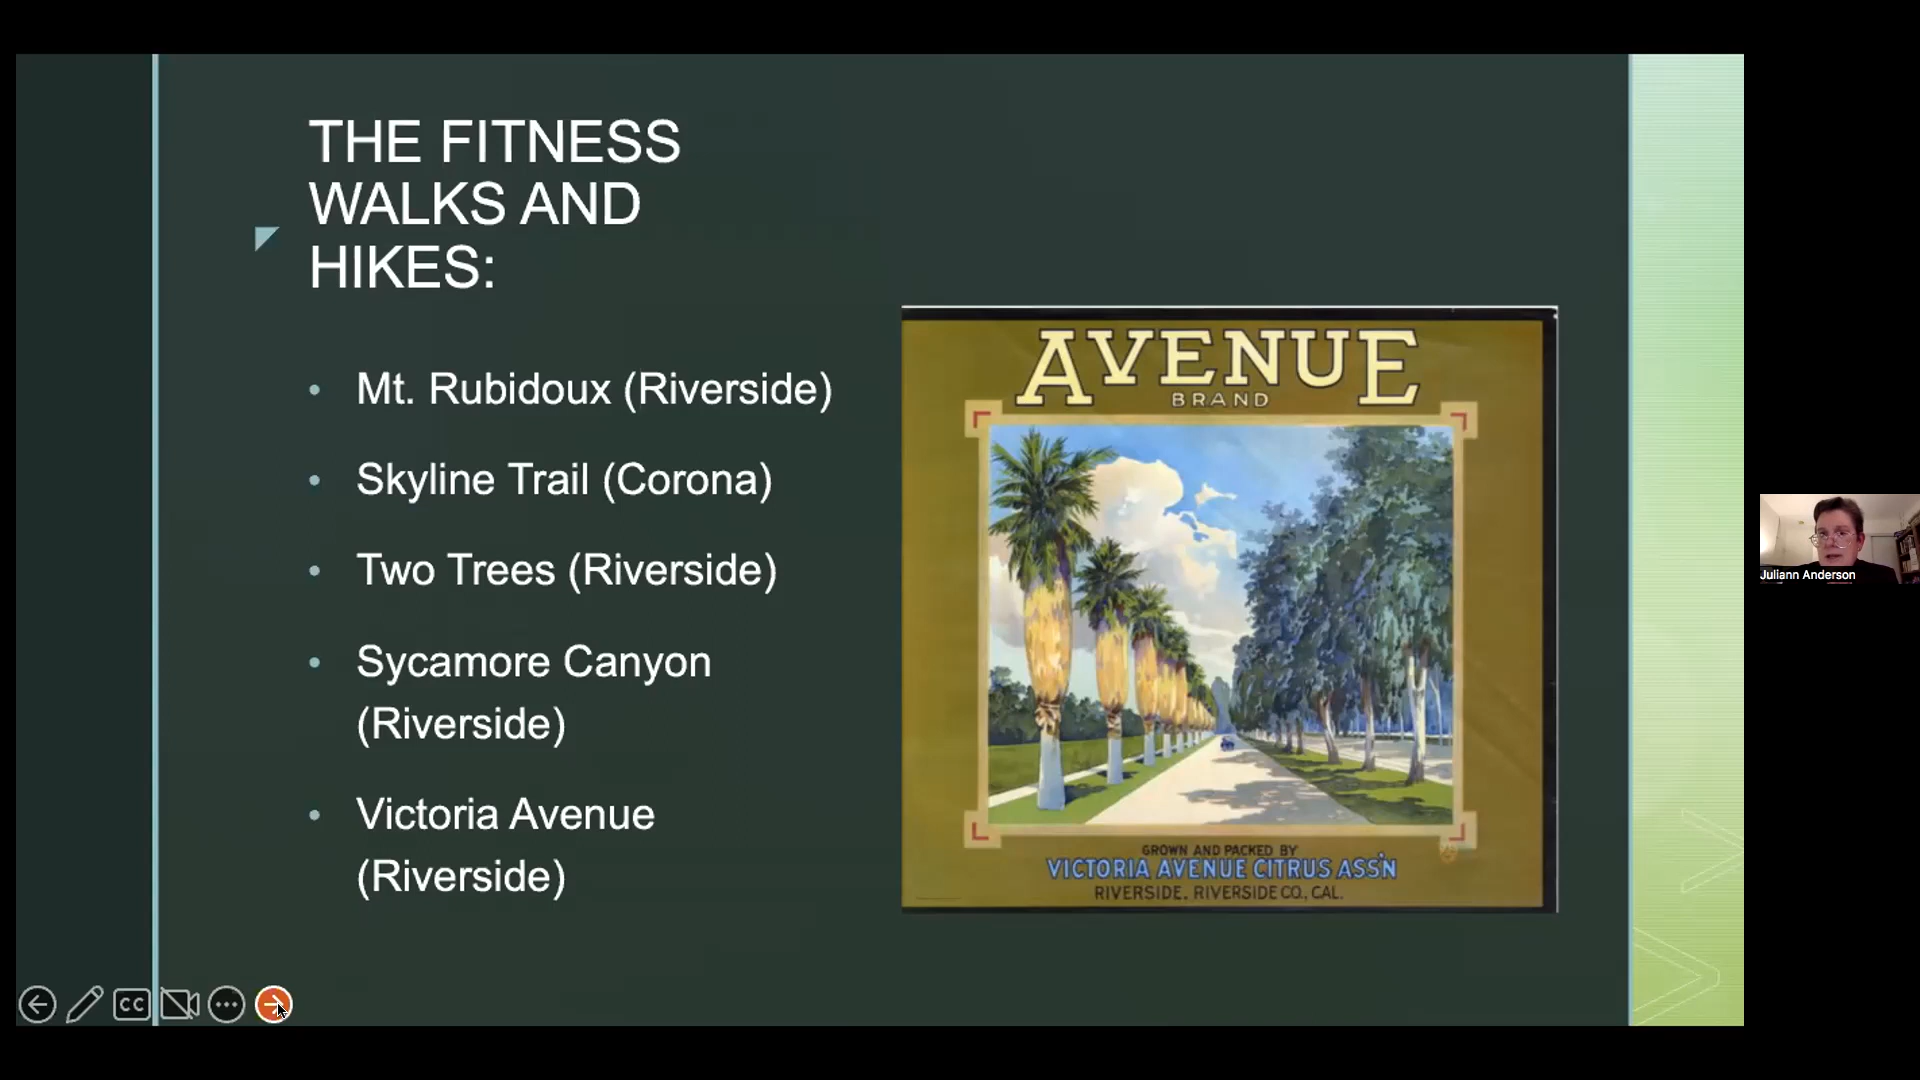 THE FITNESS
WALKS AND
HIKES:
• Mt. Rubidoux (Riverside)
• Skyline Trail (Corona)
• Two Trees (Riverside)
• Sycamore Canyon
(Riverside)
• Victoria Avenue
(Riverside)
AVENUE
BRAND
GROWN AND PACKED BY
VICTORIA AVENUE CITRUS ASS'N
RIVERSIDE, RIVERSIDE CO., CAL.
Juliann Anderson
CC